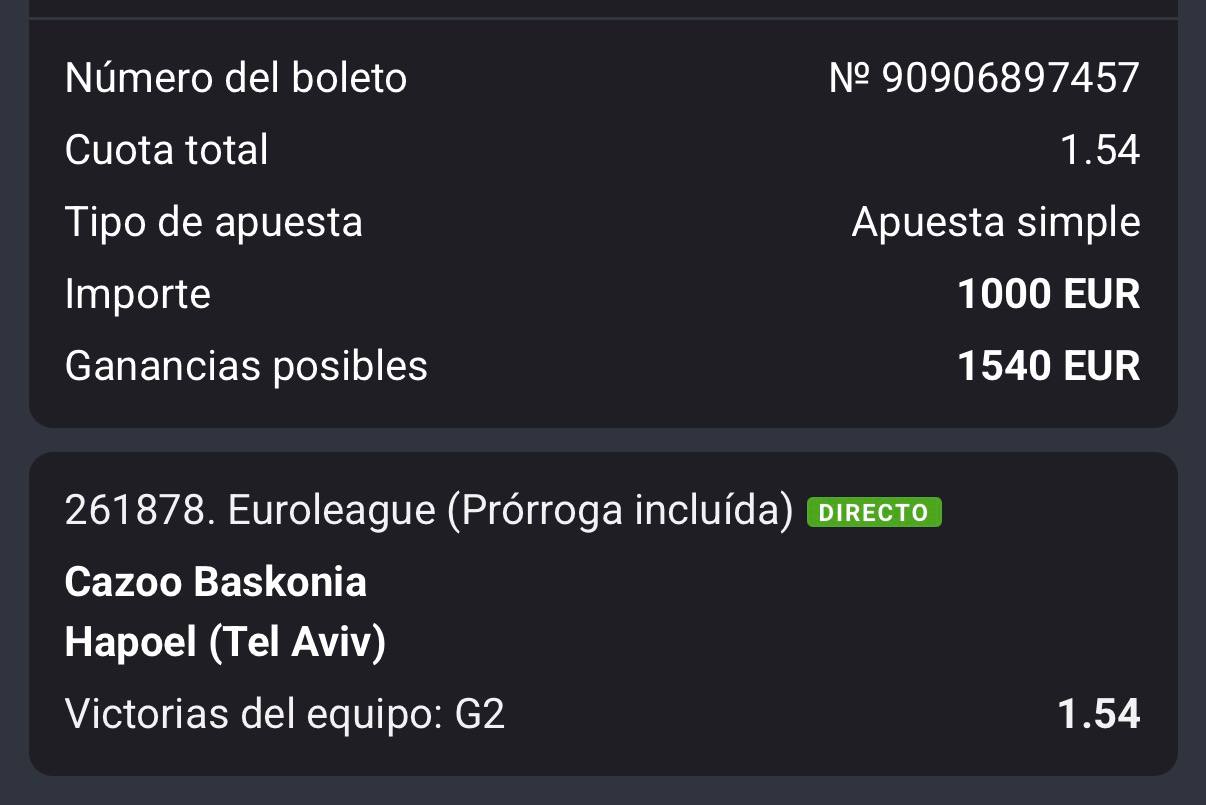 Número del boleto № 90906897457
Cuota total 1.54
Tipo de apuesta Apuesta simple
Importe 1000 EUR
Ganancias posibles 1540 EUR
261878. Euroleague (Prórroga incluída) DIRECTO
Cazoo Baskonia
Hapoel (Tel Aviv)
Victorias del equipo: G2 1.54